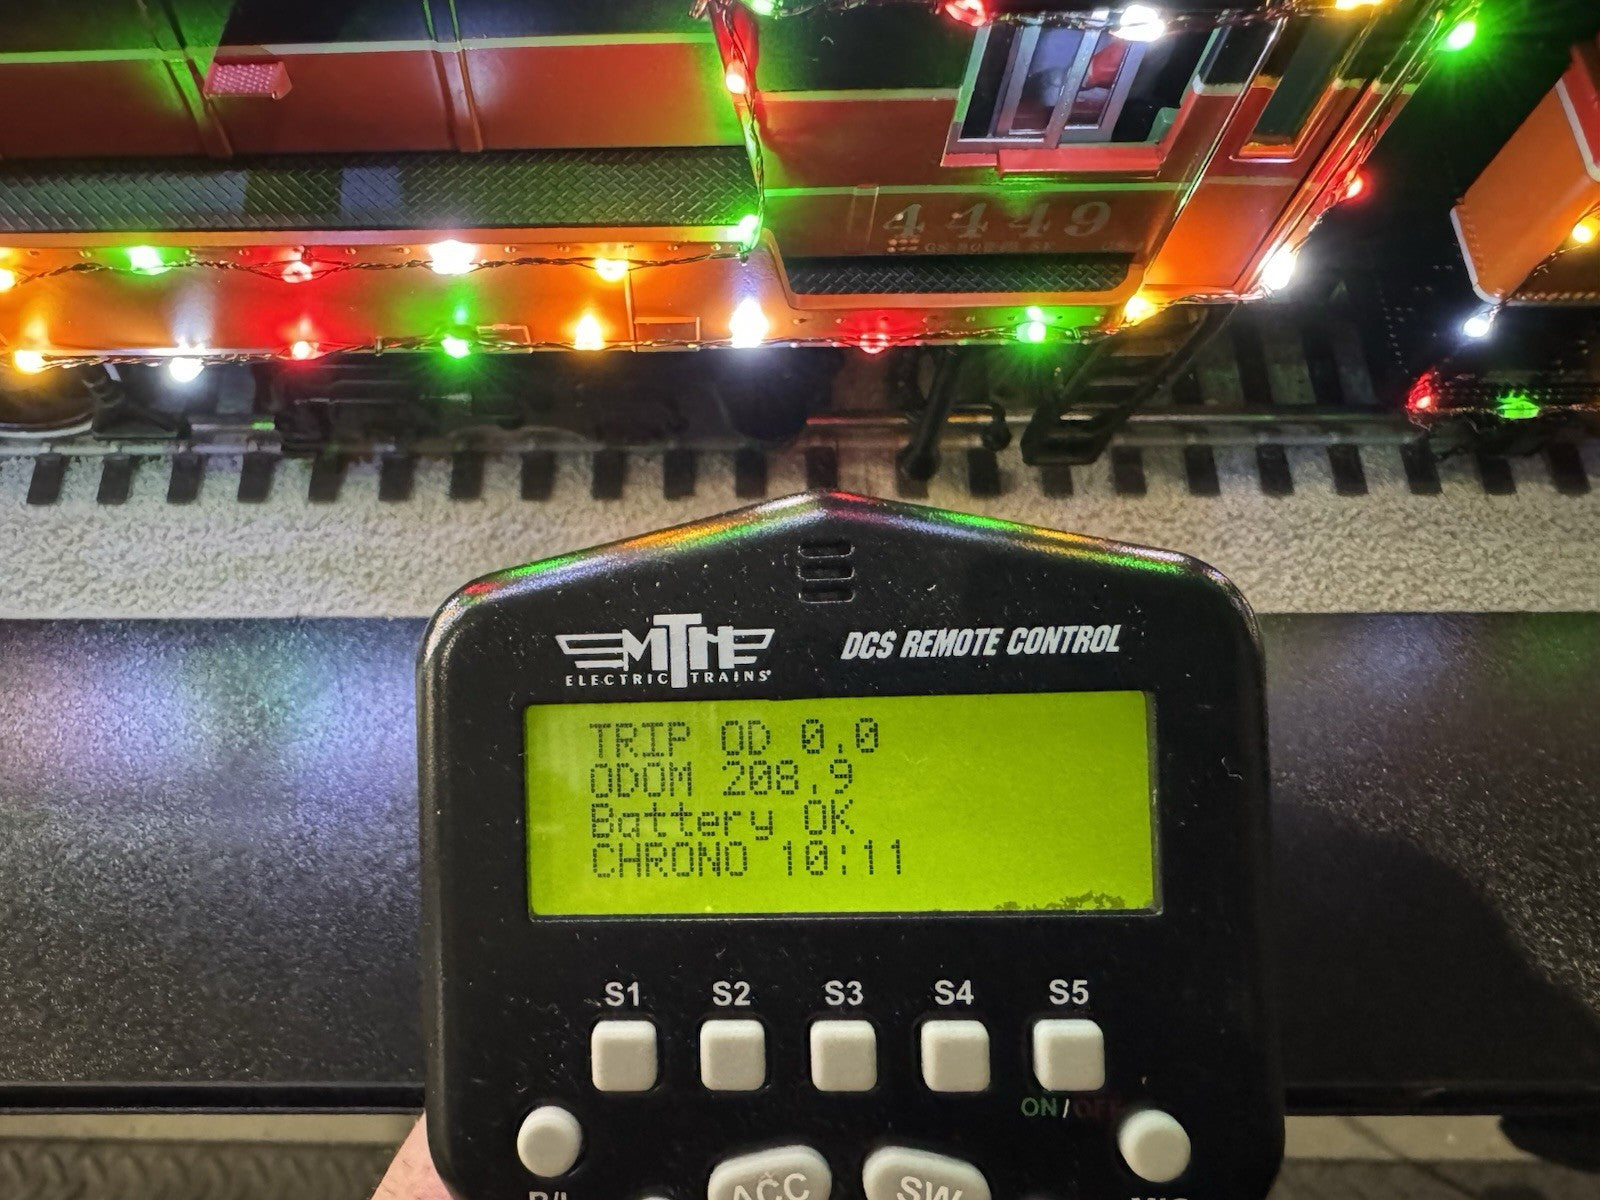 4449
MTH
ELECTRIC TRAINS
DCS REMOTE CONTROL
TRIP OD 0.0
ODOM 208.9
Battery OK
CHRONO 10:11
S1 S2 S3 S4 S5
ON/OFF
ACC SW